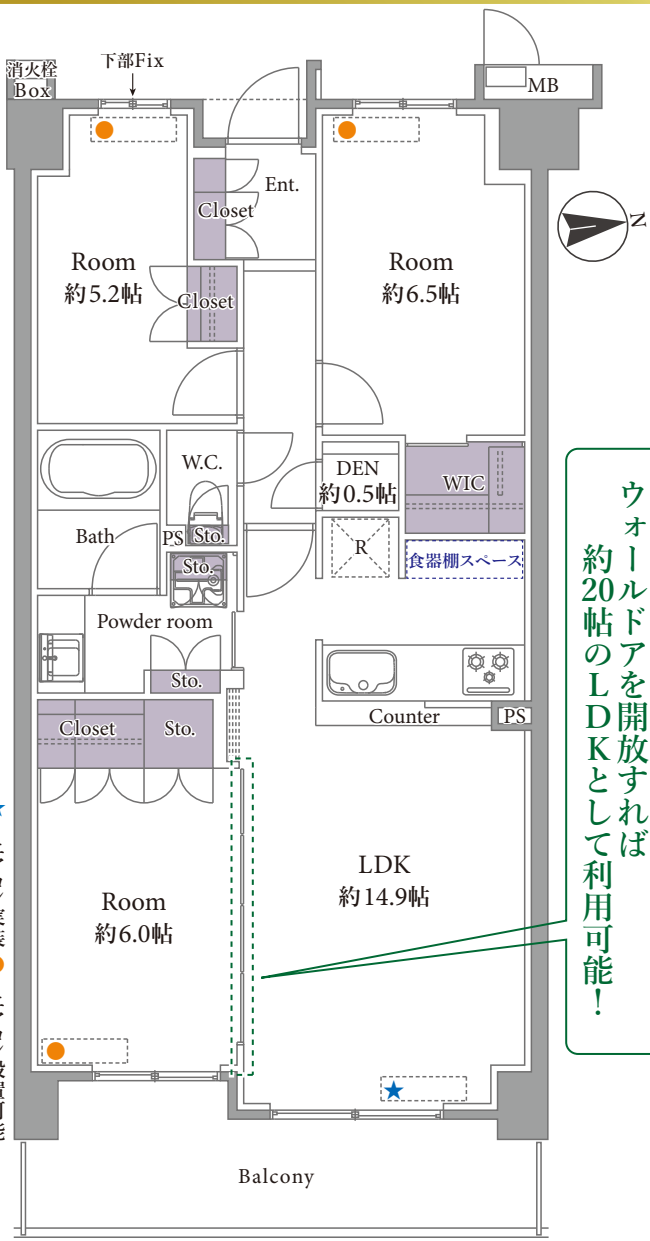 消火栓
Box
下部Fix
MB
Ent.
Closet
N
Room
約5.2帖
Closet
Room
約6.5帖
W.C.
DEN
約0.5帖
WIC
Bath
PS
Sto.
R
食器棚スペース
Sto.
Powder room
Sto.
Counter
PS
Closet
Sto.
ウォールドアを開放すれば
約20帖のLDKとして利用可能!
LDK
約14.9帖
Room
約6.0帖
Balcony